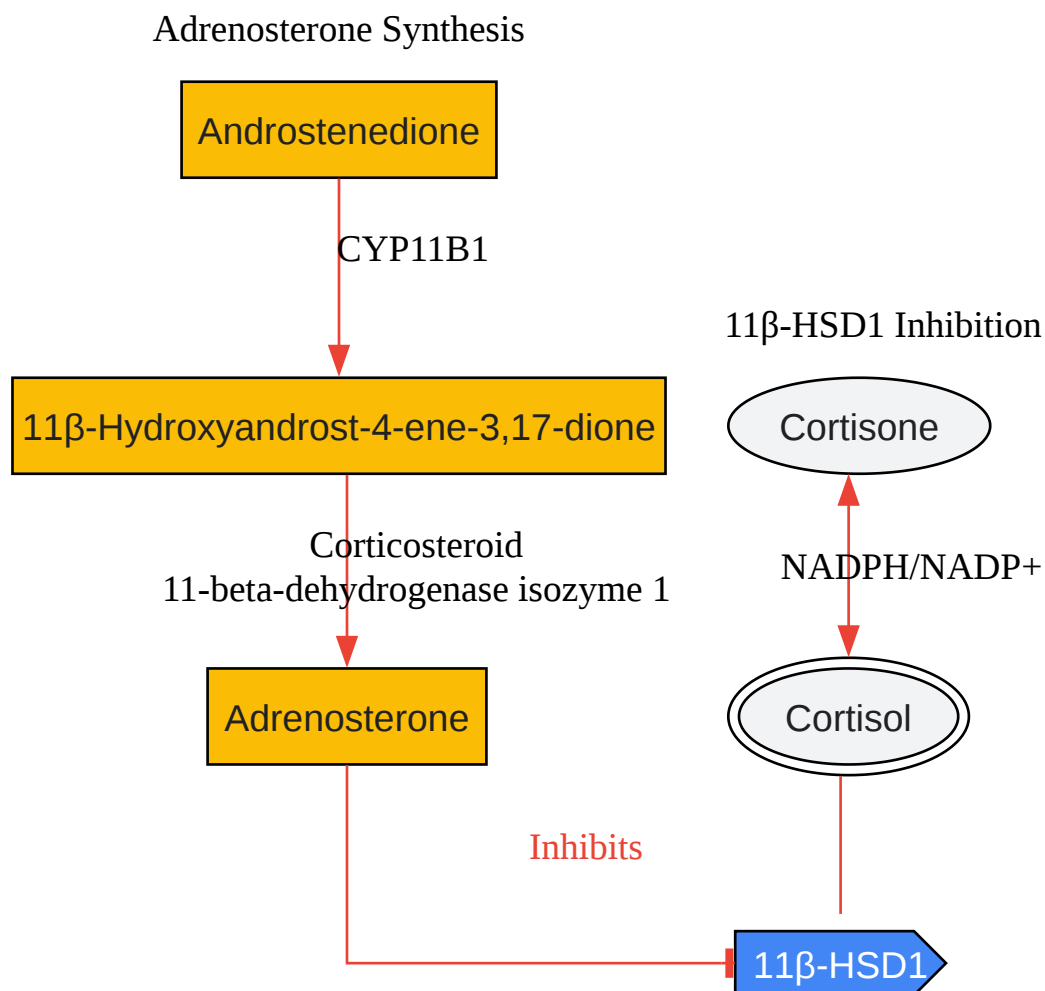 Adrenosterone Synthesis
Androstenedione
CYP11B1
11β-Hydroxyandrost-4-ene-3,17-dione
Corticosteroid
11-beta-dehydrogenase isozyme 1
Adrenosterone
11β-HSD1 Inhibition
Cortisone
NADPH/NADP+
Cortisol
Inhibits
11β-HSD1